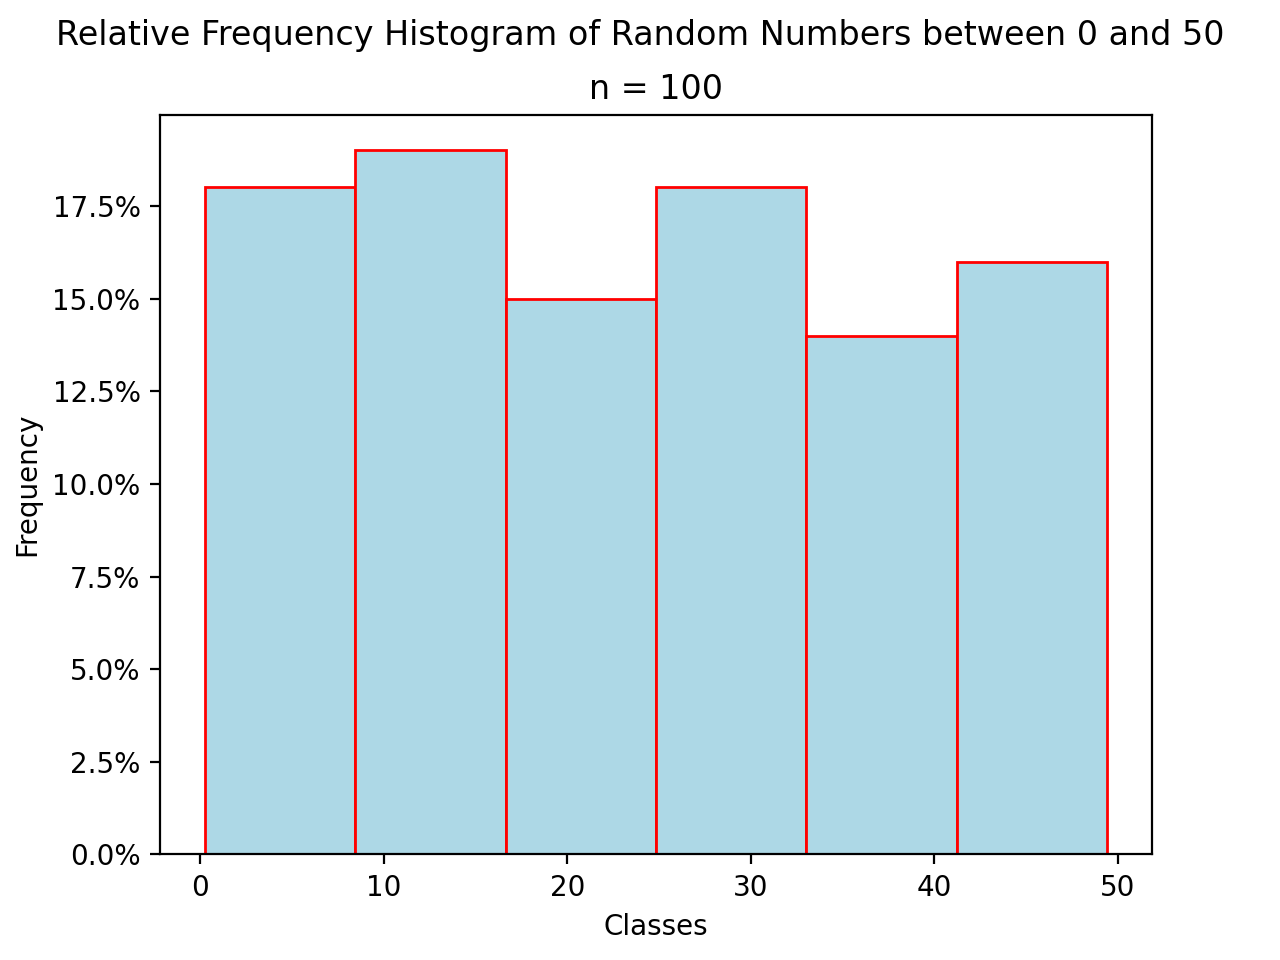 Relative Frequency Histogram of Random Numbers between 0 and 50
n = 100
17.5%
15.0%
12.5%
10.0%
7.5%
5.0%
2.5%
0.0%
Frequency
0 10 20 30 40 50
Classes